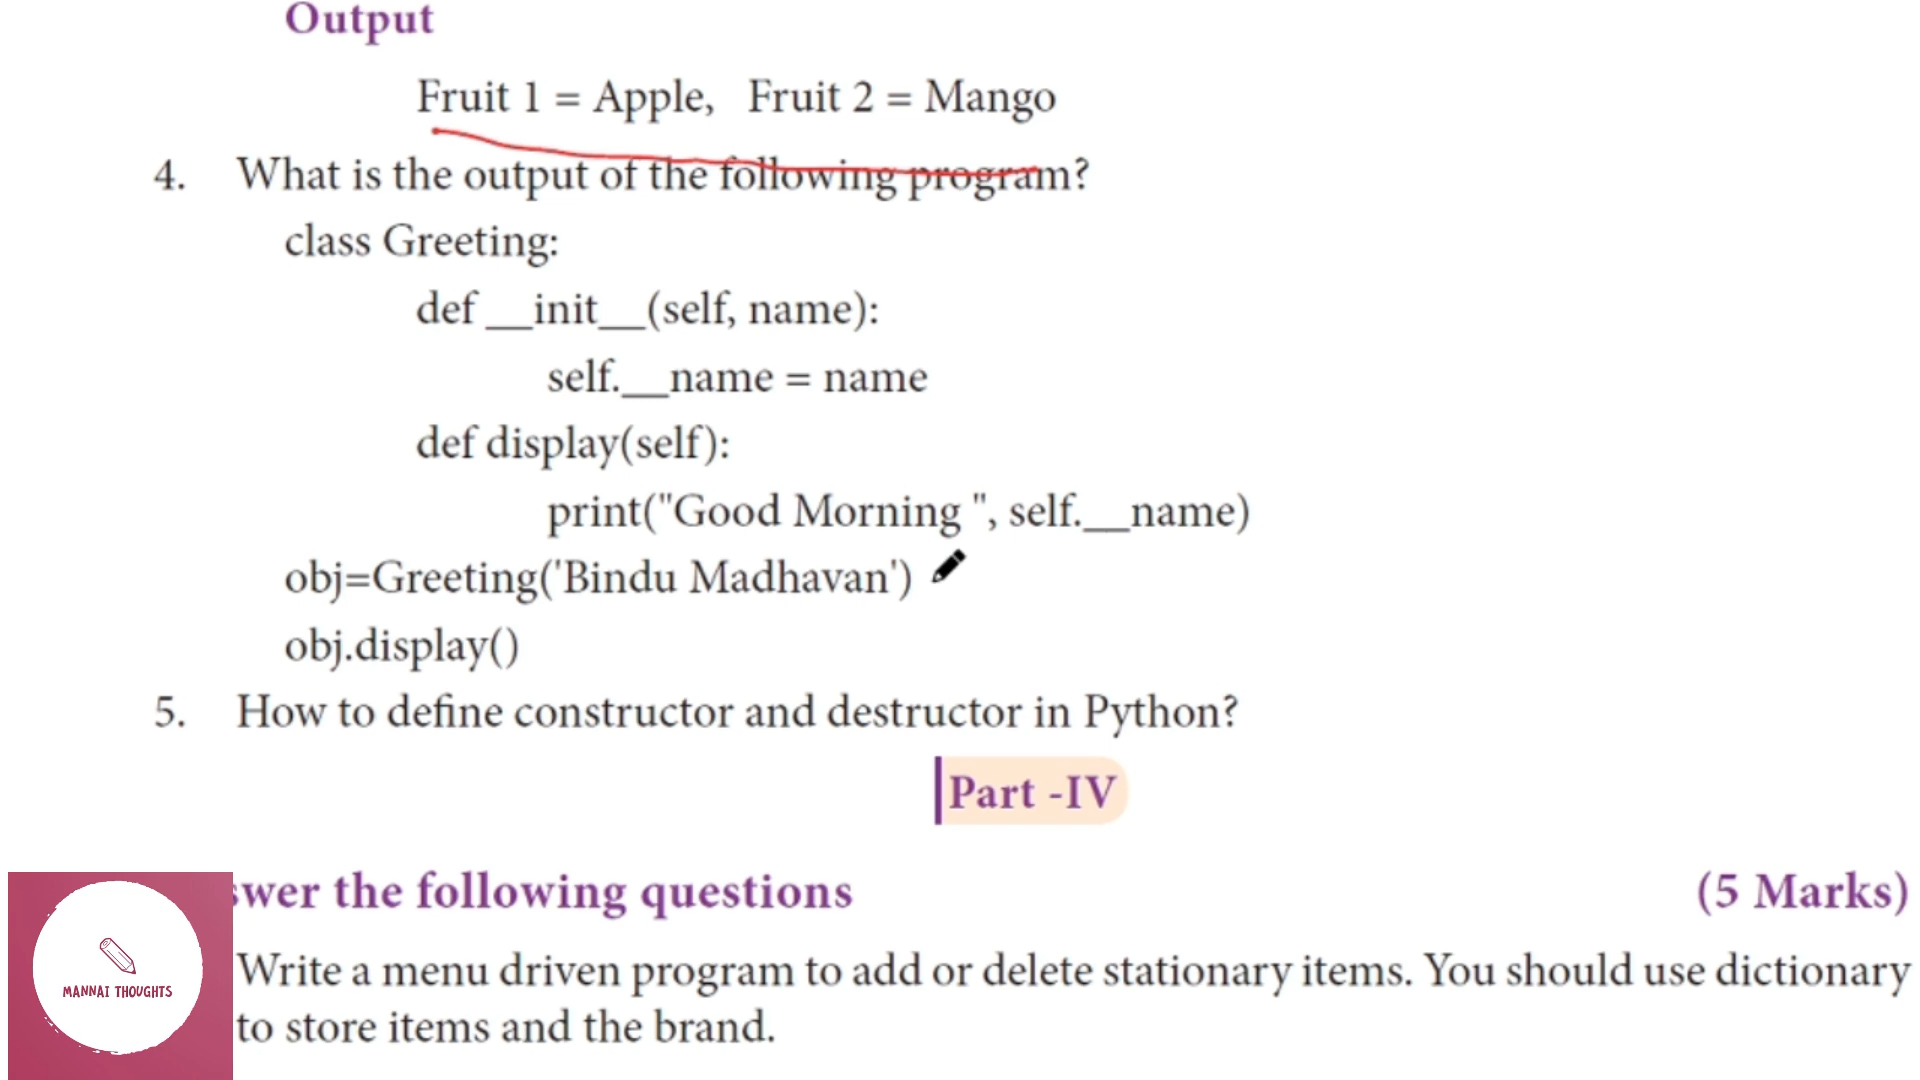 Output
Fruit 1 = Apple,   Fruit 2 = Mango
4. What is the output of the following program?
class Greeting:
def __init__(self, name):
self.__name = name
def display(self):
print("Good Morning ", self.__name)
obj=Greeting('Bindu Madhavan')
obj.display()
5. How to define constructor and destructor in Python?
Part -IV
swer the following questions (5 Marks)
Write a menu driven program to add or delete stationary items. You should use dictionary
to store items and the brand.
MANNAI THOUGHTS